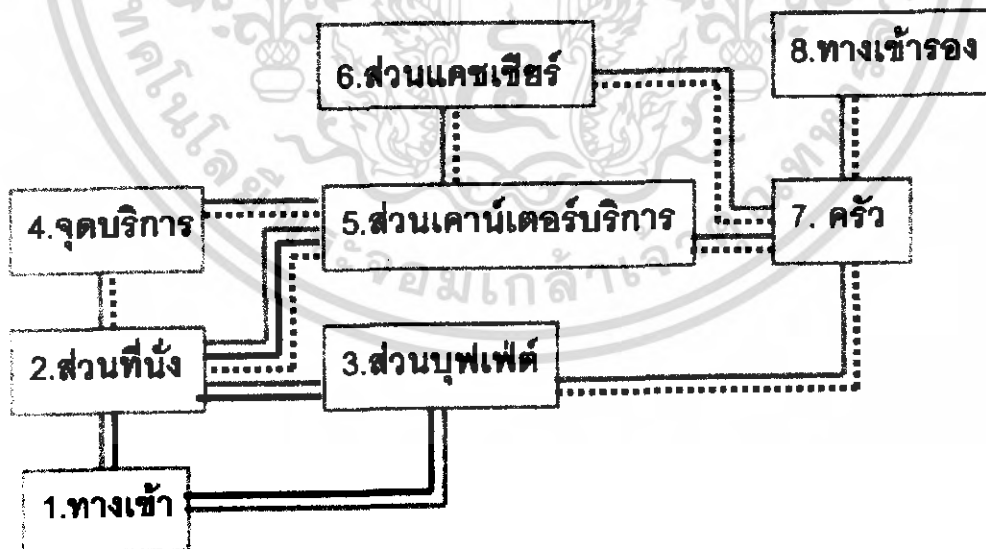 6.ส่วนแคชเชียร์
8.ทางเข้ารอง
4.จุดบริการ
5.ส่วนเคาน์เตอร์บริการ
7. ครัว
2.ส่วนที่นั่ง
3.ส่วนบุฟเฟ่ต์
1.ทางเข้า